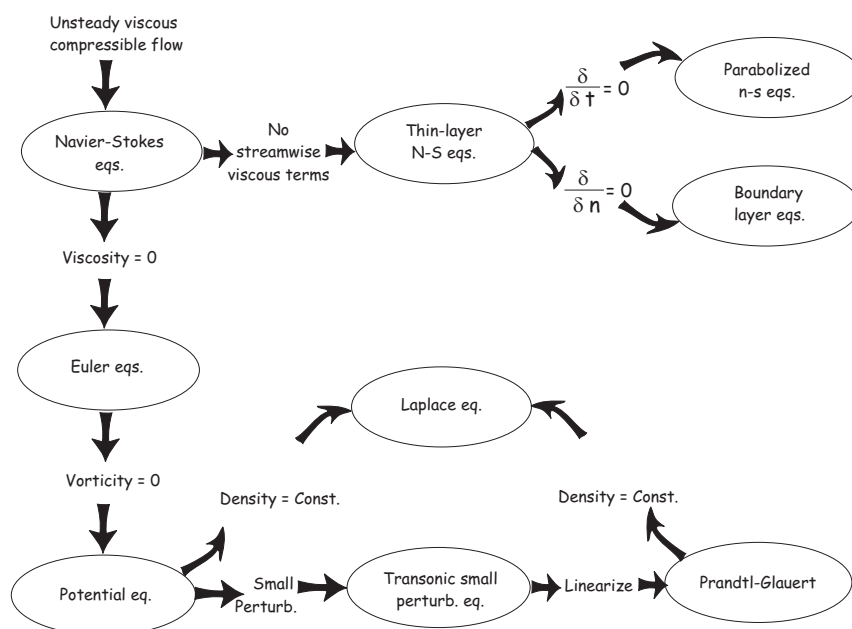 Unsteady viscous
compressible flow
Navier-Stokes
eqs.
No
streamwise
viscous terms
Thin-layer
N-S eqs.
δ
δ t = 0
Parabolized
n-s eqs.
δ
δ n = 0
Boundary
layer eqs.
Viscosity = 0
Euler eqs.
Laplace eq.
Vorticity = 0
Density = Const.
Density = Const.
Potential eq.
Small
Perturb.
Transonic small
perturb. eq.
Linearize
Prandtl-Glauert